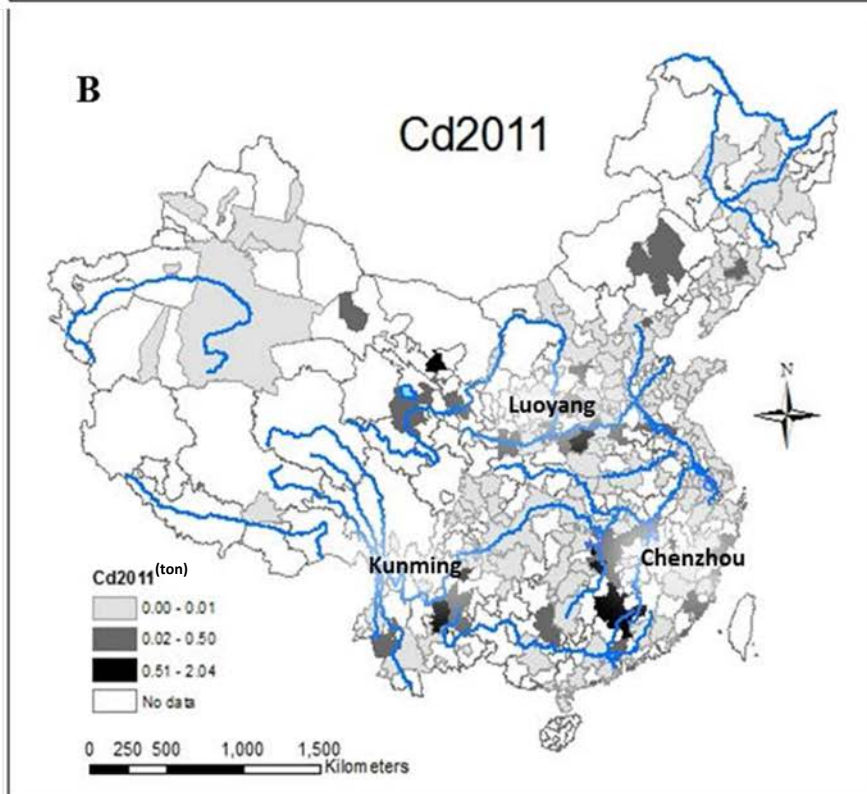 B
Cd2011
N
Luoyang
Kunming
Chenzhou
Cd2011(ton)
0.00 - 0.01
0.02 - 0.50
0.51 - 2.04
No data
0 250 500 1,000 1,500
Kilometers